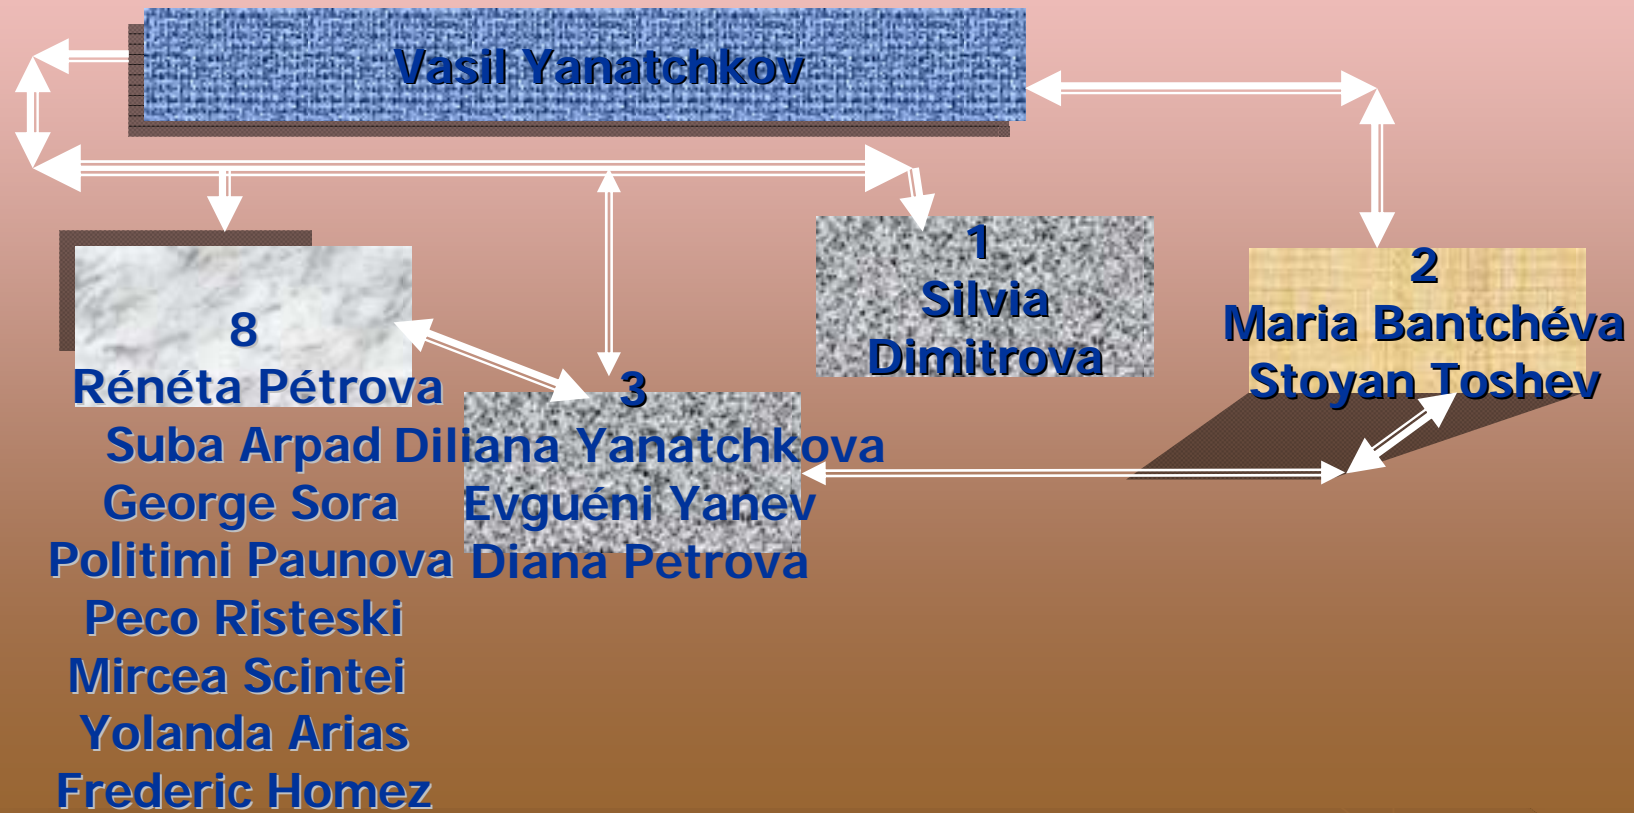 Vasil Yanatchkov
8
Rénéta Pétrova
Suba Arpad
George Sora
Politimi Paunova
Peco Risteski
Mircea Scintei
Yolanda Arias
Frederic Homez
3
Diliana Yanatchkova
Evguéni Yanev
Diana Petrova
1
Silvia
Dimitrova
2
Maria Bantchéva
Stoyan Toshev